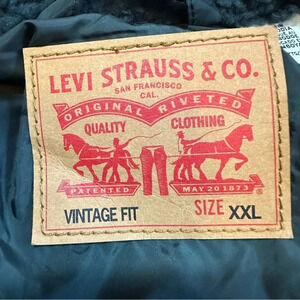 LEVI STRAUSS & CO.
SAN FRANCISCO
CAL.
ORIGINAL RIVETED
QUALITY CLOTHING
PATENTED MAY 20 1873
®
VINTAGE FIT SIZE XXL